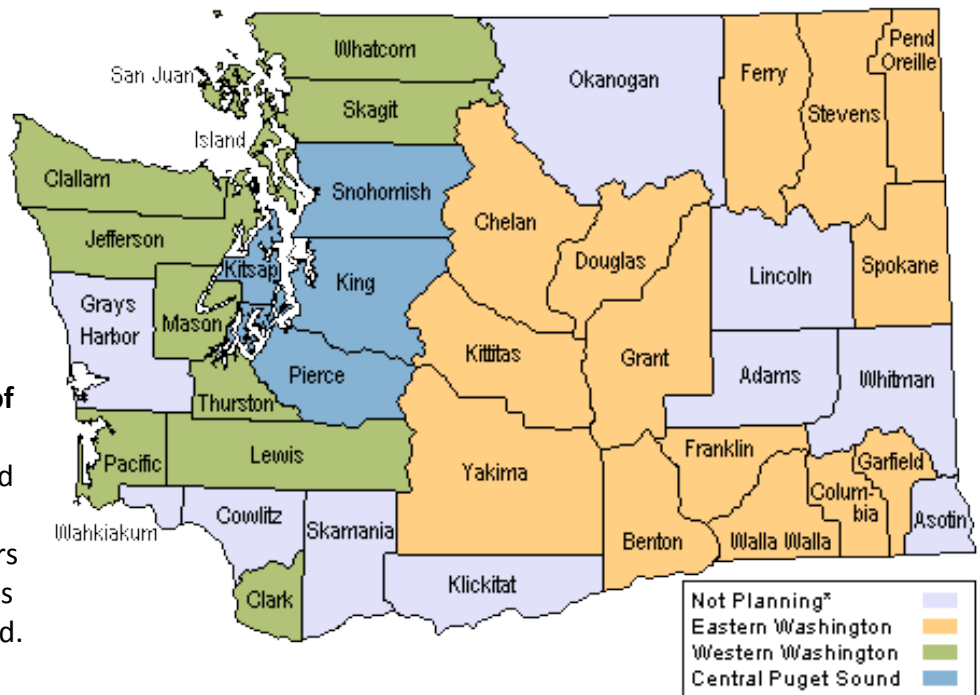 Whatcom
San Juan
Okanogan
Ferry
Pend
Oreille
Stevens
Skagit
Island
Clallam
Snohomish
Chelan
Jefferson
Douglas
Kitsap
King
Lincoln
Spokane
Grays
Harbor
Mason
Kittitas
Grant
Adams
Whitman
Pierce
Thurston
of
Lewis
Franklin
Garfield
Pacific
Yakima
d
Colum-
bia
Cowlitz
Skamania
Asotin
Wahkiakum
Benton
Walla Walla
rs
Klickitat
Clark
s
d.
Not Planning*
Eastern Washington
Western Washington
Central Puget Sound